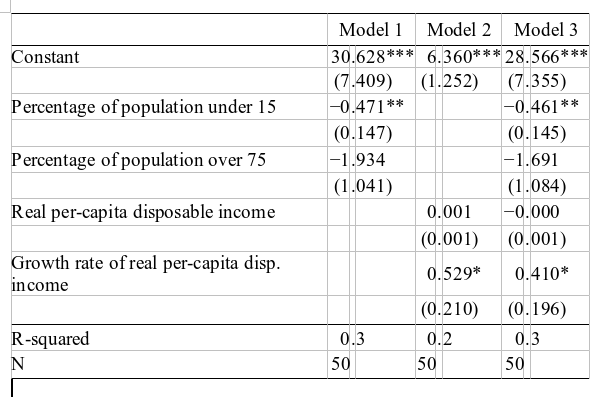 Model 1 Model 2 Model 3
Constant 30.628*** 6.360*** 28.566***
(7.409) (1.252) (7.355)
Percentage of population under 15 −0.471** −0.461**
(0.147) (0.145)
Percentage of population over 75 −1.934 −1.691
(1.041) (1.084)
Real per-capita disposable income 0.001 −0.000
(0.001) (0.001)
Growth rate of real per-capita disp.
income 0.529* 0.410*
(0.210) (0.196)
R-squared 0.3 0.2 0.3
N 50 50 50